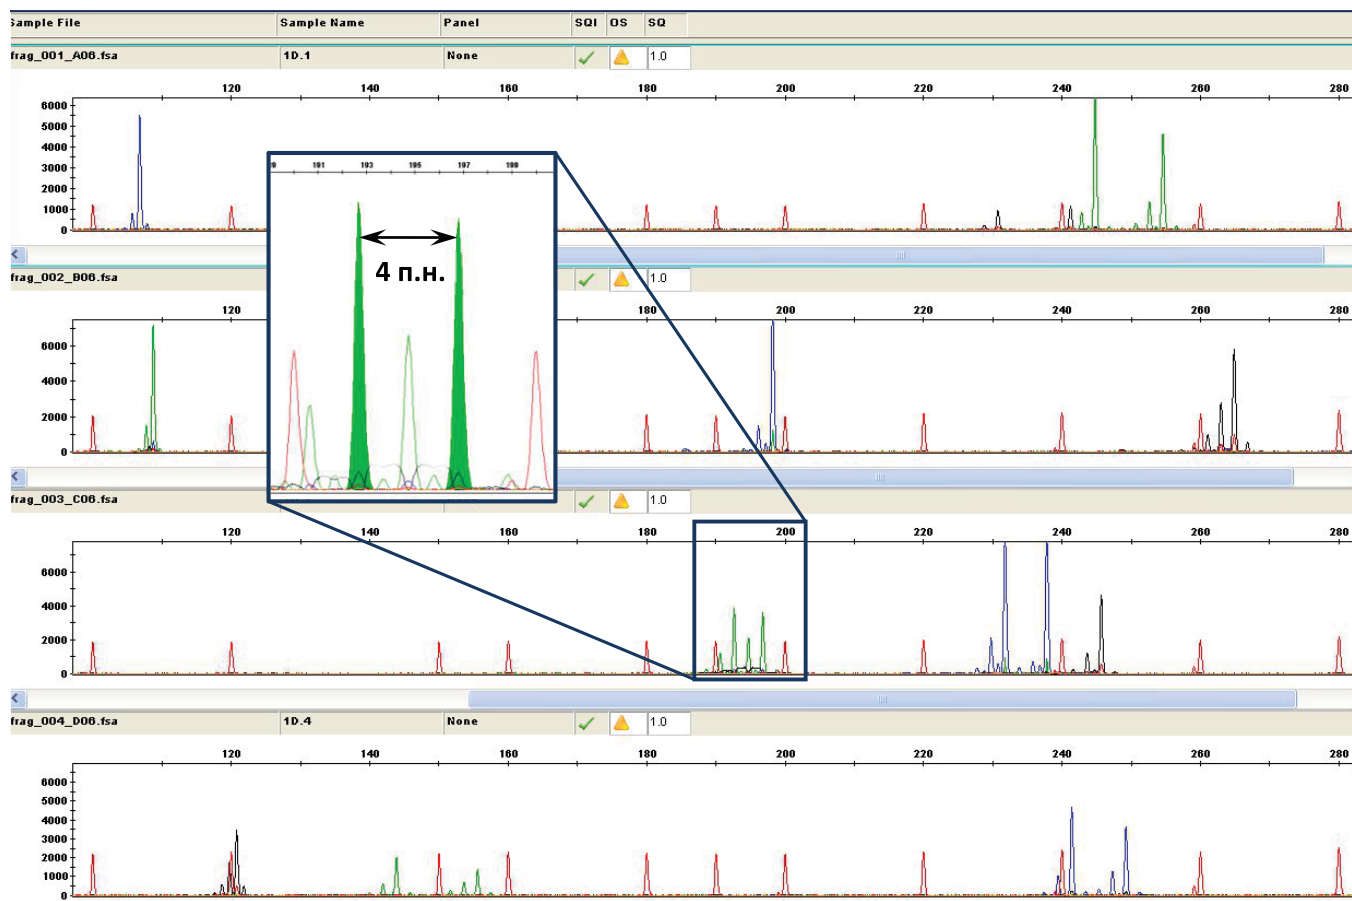 Sample File Sample Name Panel SQI OS SQ
frag_001_A06.fsa 1D.1 None 1.0
120 140 160 180 190 200 220 240 260 280
6000
5000
4000
3000
2000
1000
0
191 193 195 197 199
4 п.н.
frag_002_B06.fsa 1.0
120 180 200 220 240 260 280
6000
4000
2000
0
frag_003_C06.fsa 1.0
120 140 160 180 200 220 240 260 280
6000
4000
2000
0
frag_004_D06.fsa 1D.4 None 1.0
120 140 160 180 200 220 240 260 280
6000
5000
4000
3000
2000
1000
0